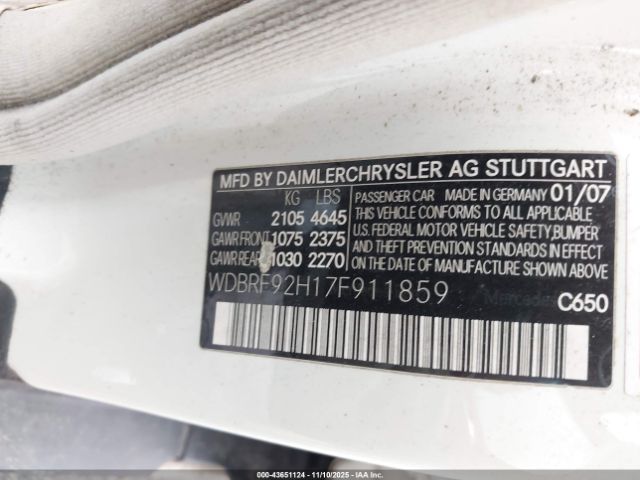 MFD BY DAIMLERCHRYSLER AG STUTTGART
KG LBS
GVWR 2105 4645
GAWR FRONT 1075 2375
GAWR REAR 1030 2270
PASSENGER CAR MADE IN GERMANY 01/07
THIS VEHICLE CONFORMS TO ALL APPLICABLE
U.S. FEDERAL MOTOR VEHICLE SAFETY,BUMPER,
AND THEFT PREVENTION STANDARDS IN EFFECT
ON THE DATE OF MANUFACTURE SHOWN ABOVE.
WDBRF92H17F911859 Mercedes C650
IAA - 43651124 | 11/10/2025 - IAA INC.